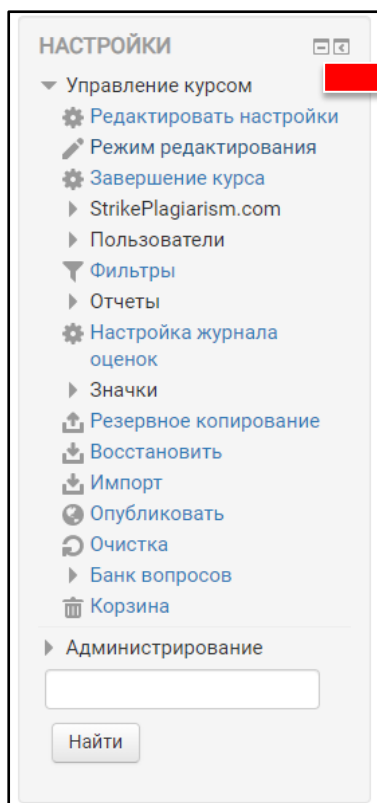 НАСТРОЙКИ
Управление курсом
Редактировать настройки
Режим редактирования
Завершение курса
StrikePlagiarism.com
Пользователи
Фильтры
Отчеты
Настройка журнала
оценок
Значки
Резервное копирование
Восстановить
Импорт
Опубликовать
Очистка
Банк вопросов
Корзина
Администрирование
Найти